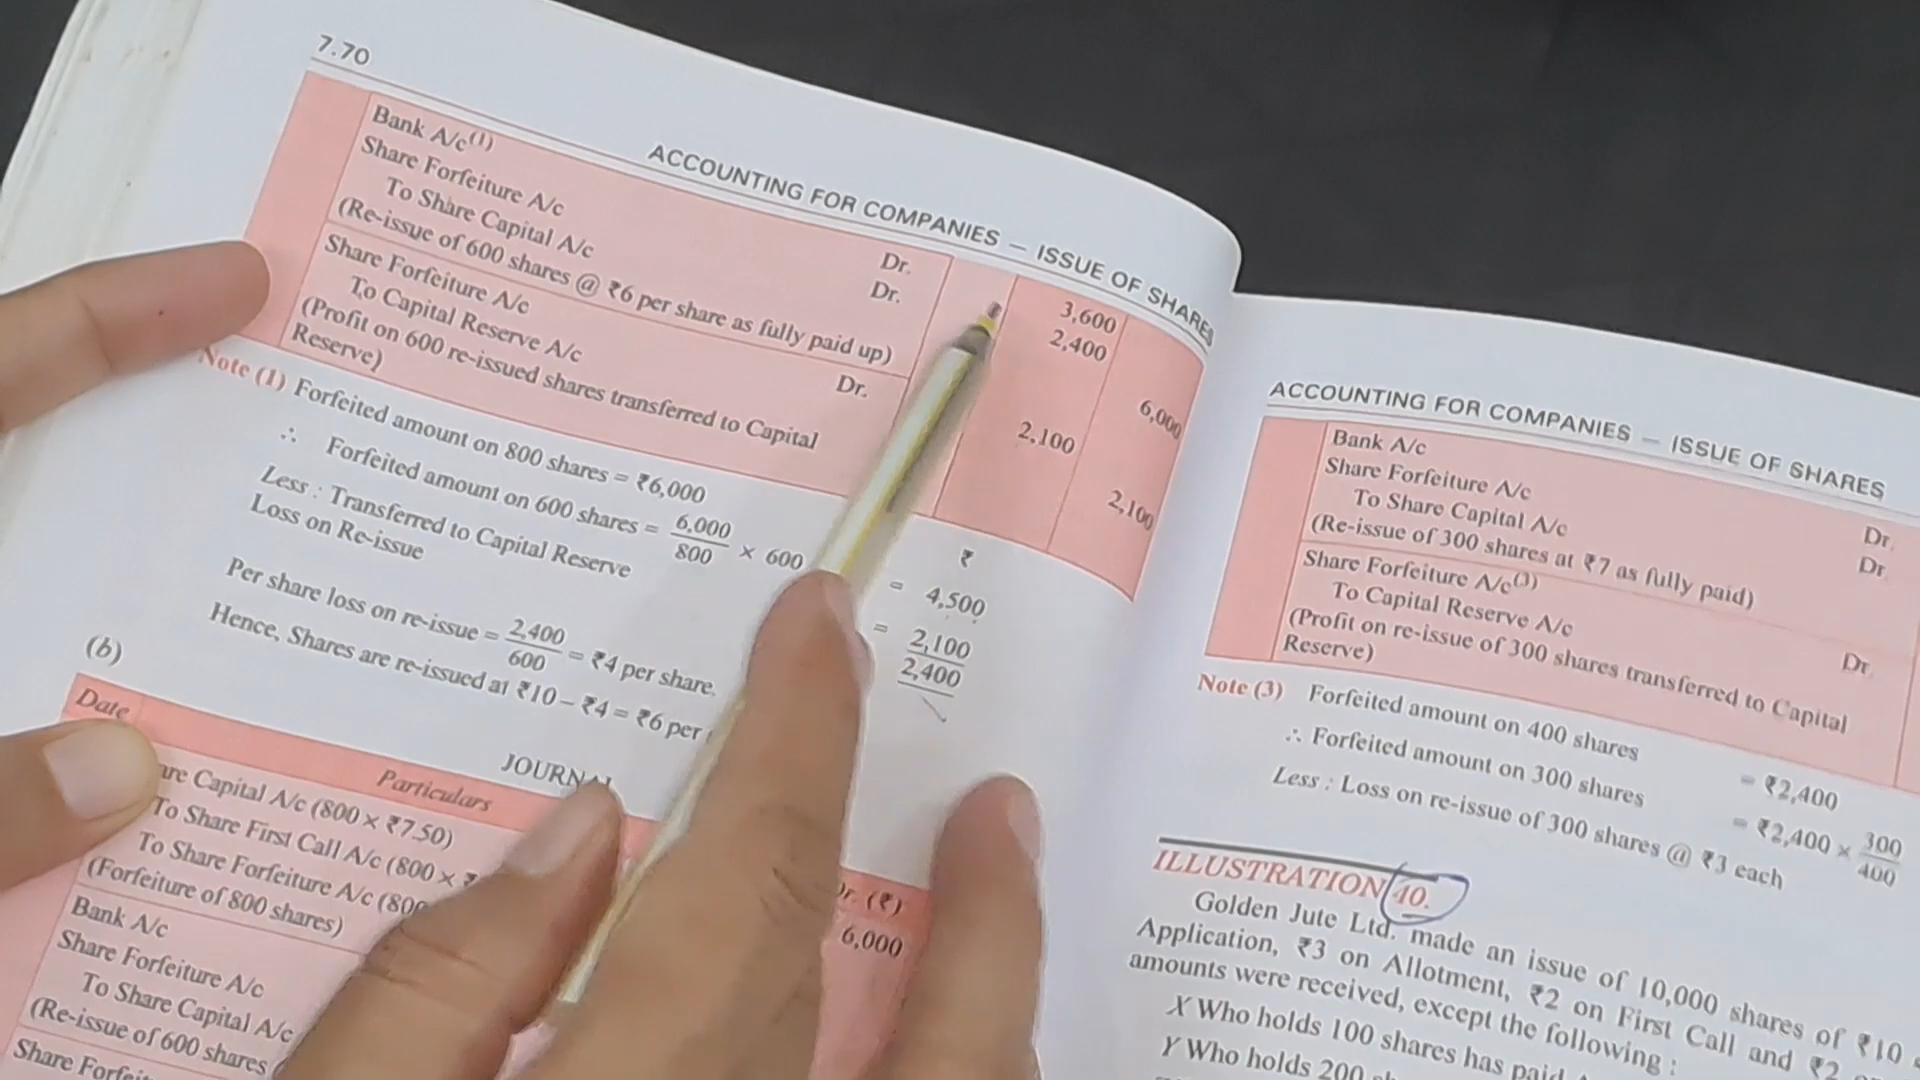 7.70
ACCOUNTING FOR COMPANIES — ISSUE OF SHARES
Bank A/c(1) Dr. 3,600
Share Forfeiture A/c Dr. 2,400
To Share Capital A/c 6,000
(Re-issue of 600 shares @ ₹6 per share as fully paid up)
Share Forfeiture A/c Dr. 2,100
To Capital Reserve A/c 2,100
(Profit on 600 re-issued shares transferred to Capital
Reserve)
Note (1) Forfeited amount on 800 shares = ₹6,000
₹
∴ Forfeited amount on 600 shares = 6,000/800 × 600 = 4,500
Less : Transferred to Capital Reserve = 2,100
Loss on Re-issue 2,400
Per share loss on re-issue = 2,400/600 = ₹4 per share.
Hence, Shares are re-issued at ₹10 – ₹4 = ₹6 per
(b)
JOURNAL
Date Particulars Dr. (₹)
Capital A/c (800 × ₹7.50) 6,000
To Share First Call A/c (800 ×
To Share Forfeiture A/c (800
(Forfeiture of 800 shares)
Bank A/c
Share Forfeiture A/c
To Share Capital A/c
(Re-issue of 600 shares
Share
ACCOUNTING FOR COMPANIES — ISSUE OF SHARES
Bank A/c Dr.
Share Forfeiture A/c Dr
To Share Capital A/c
(Re-issue of 300 shares at ₹7 as fully paid)
Share Forfeiture A/c(3) Dr
To Capital Reserve A/c
(Profit on re-issue of 300 shares transferred to Capital
Reserve)
Note (3) Forfeited amount on 400 shares = ₹2,400
∴ Forfeited amount on 300 shares = ₹2,400 × 300/400
Less : Loss on re-issue of 300 shares @ ₹3 each
ILLUSTRATION 40.
Golden Jute Ltd. made an issue of 10,000 shares of ₹10
Application, ₹3 on Allotment, ₹2 on First Call and ₹2
amounts were received, except the following :
X Who holds 100 shares has paid
Y Who holds 200